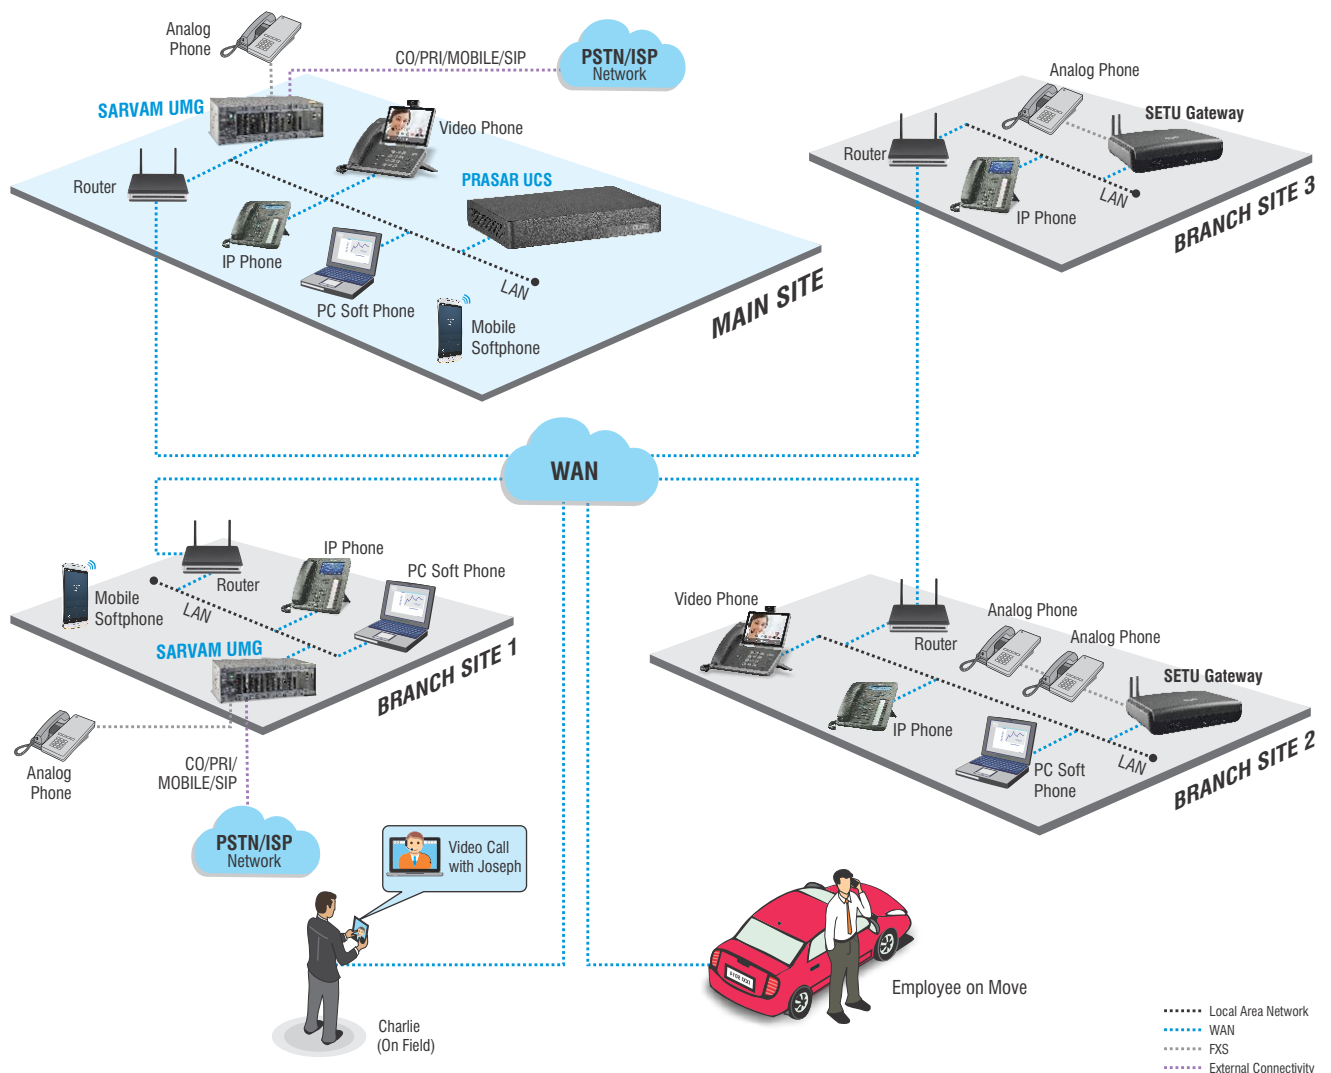 Analog
Phone
CO/PRI/MOBILE/SIP
PSTN/ISP
Network
SARVAM UMG
Video Phone
Router
PRASAR UCS
IP Phone
PC Soft Phone
LAN
Mobile
Softphone
MAIN SITE
Analog Phone
SETU Gateway
Router
IP Phone
LAN
BRANCH SITE 3
WAN
IP Phone
PC Soft Phone
Router
Mobile
Softphone
LAN
SARVAM UMG
BRANCH SITE 1
Analog
Phone
CO/PRI/
MOBILE/SIP
PSTN/ISP
Network
Video Phone
Router
Analog Phone
Analog Phone
SETU Gateway
IP Phone
PC Soft
Phone
LAN
BRANCH SITE 2
Video Call
with Joseph
Charlie
(On Field)
Employee on Move
Local Area Network
WAN
FXS
External Connectivity